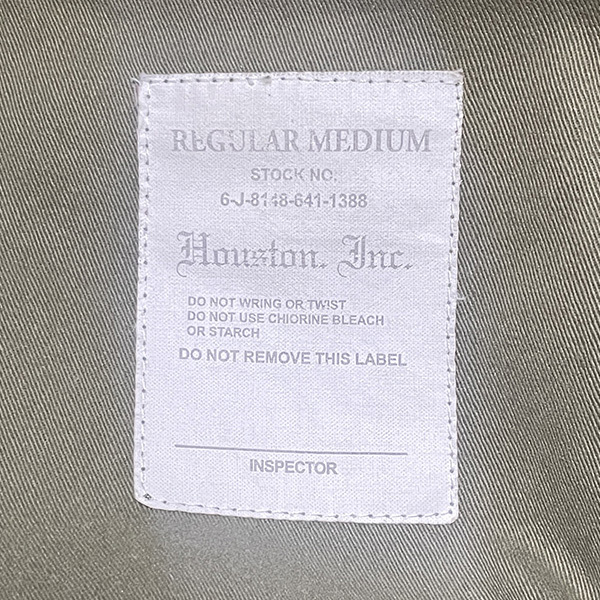 REGULAR MEDIUM
STOCK NO.
6-J-8148-641-1388
Houston, Inc.
DO NOT WRING OR TWIST
DO NOT USE CHIORINE BLEACH
OR STARCH
DO NOT REMOVE THIS LABEL
INSPECTOR